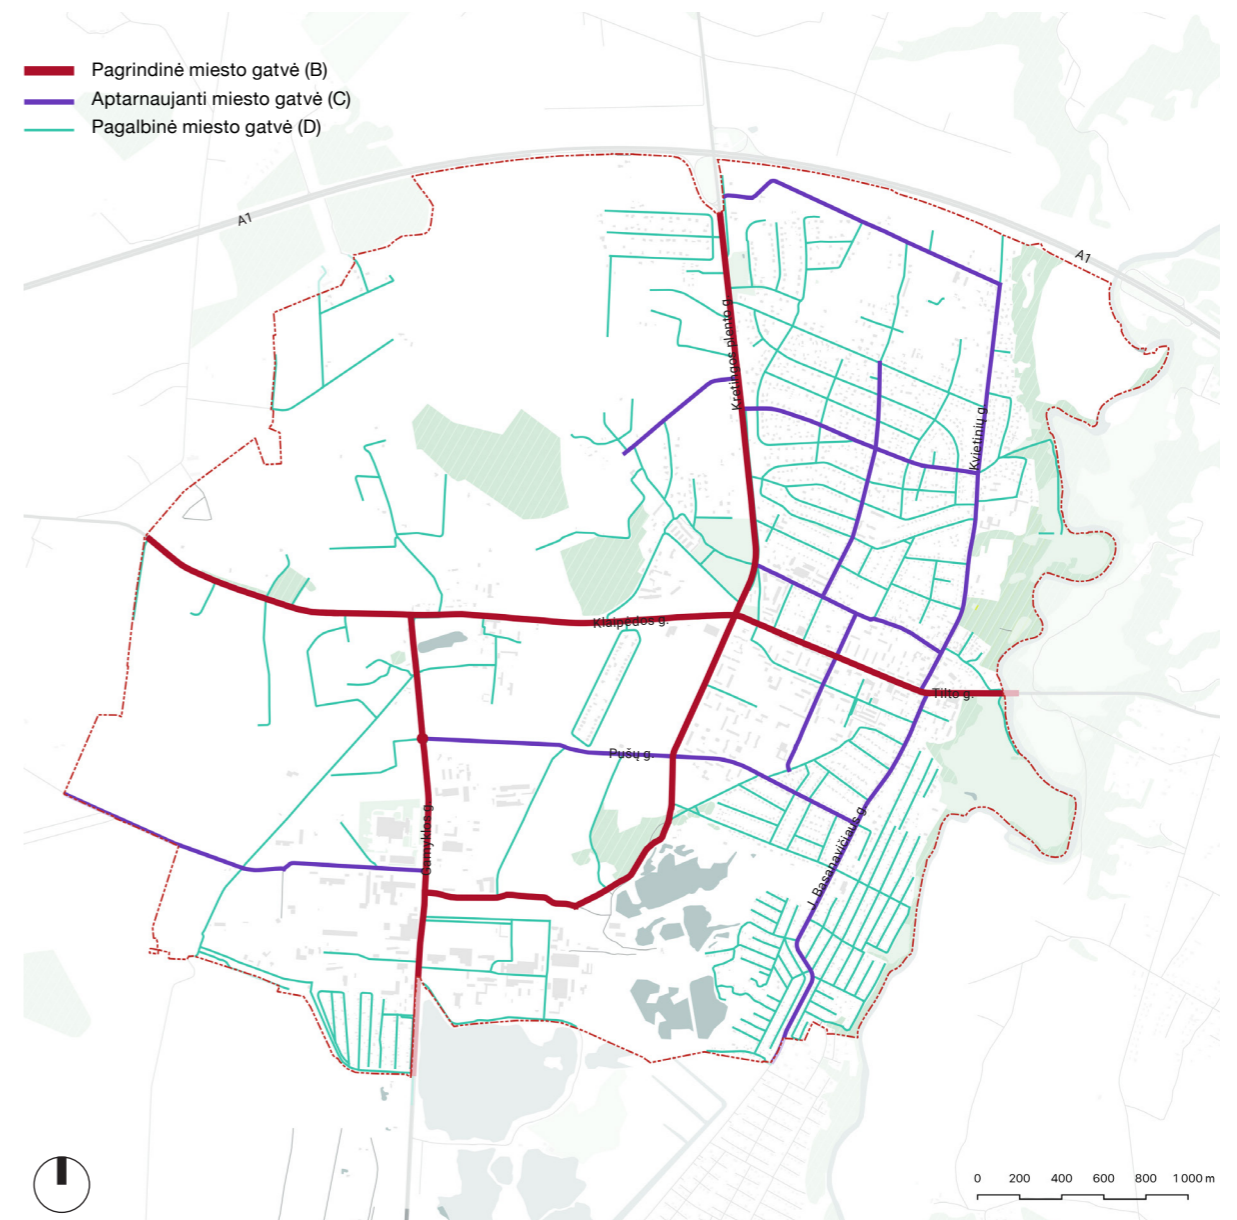 Pagrindinė miesto gatvė (B)
Aptarnaujanti miesto gatvė (C)
Pagalbinė miesto gatvė (D)
A1
A1
Kretingos plento g.
Kvietinių g.
Klaipėdos g.
Tilto g.
Pušų g.
Gamyklos g.
J. Basanavičiaus g.
0 200 400 600 800 1 000 m